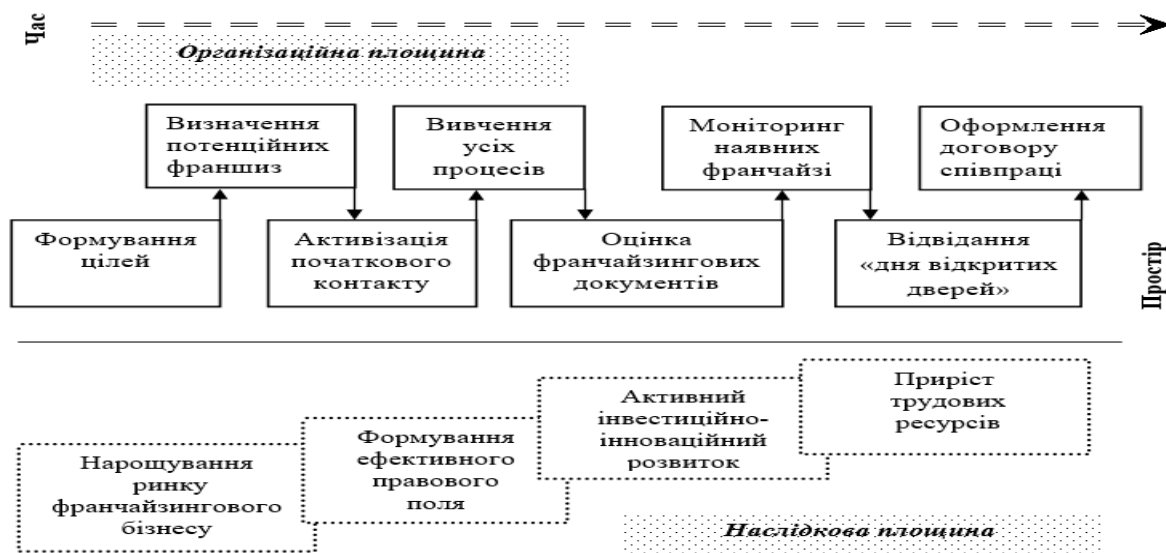 Час
Організаційна площина
Визначення
потенційних
франшиз
Вивчення
усіх
процесів
Моніторинг
наявних
франчайзі
Оформлення
договору
співпраці
Формування
цілей
Активізація
початкового
контакту
Оцінка
франчайзингових
документів
Відвідання
«дня відкритих
дверей»
Простір
Нарощування
ринку
франчайзингового
бізнесу
Формування
ефективного
правового
поля
Активний
інвестиційно-
інноваційний
розвиток
Приріст
трудових
ресурсів
Наслідкова площина